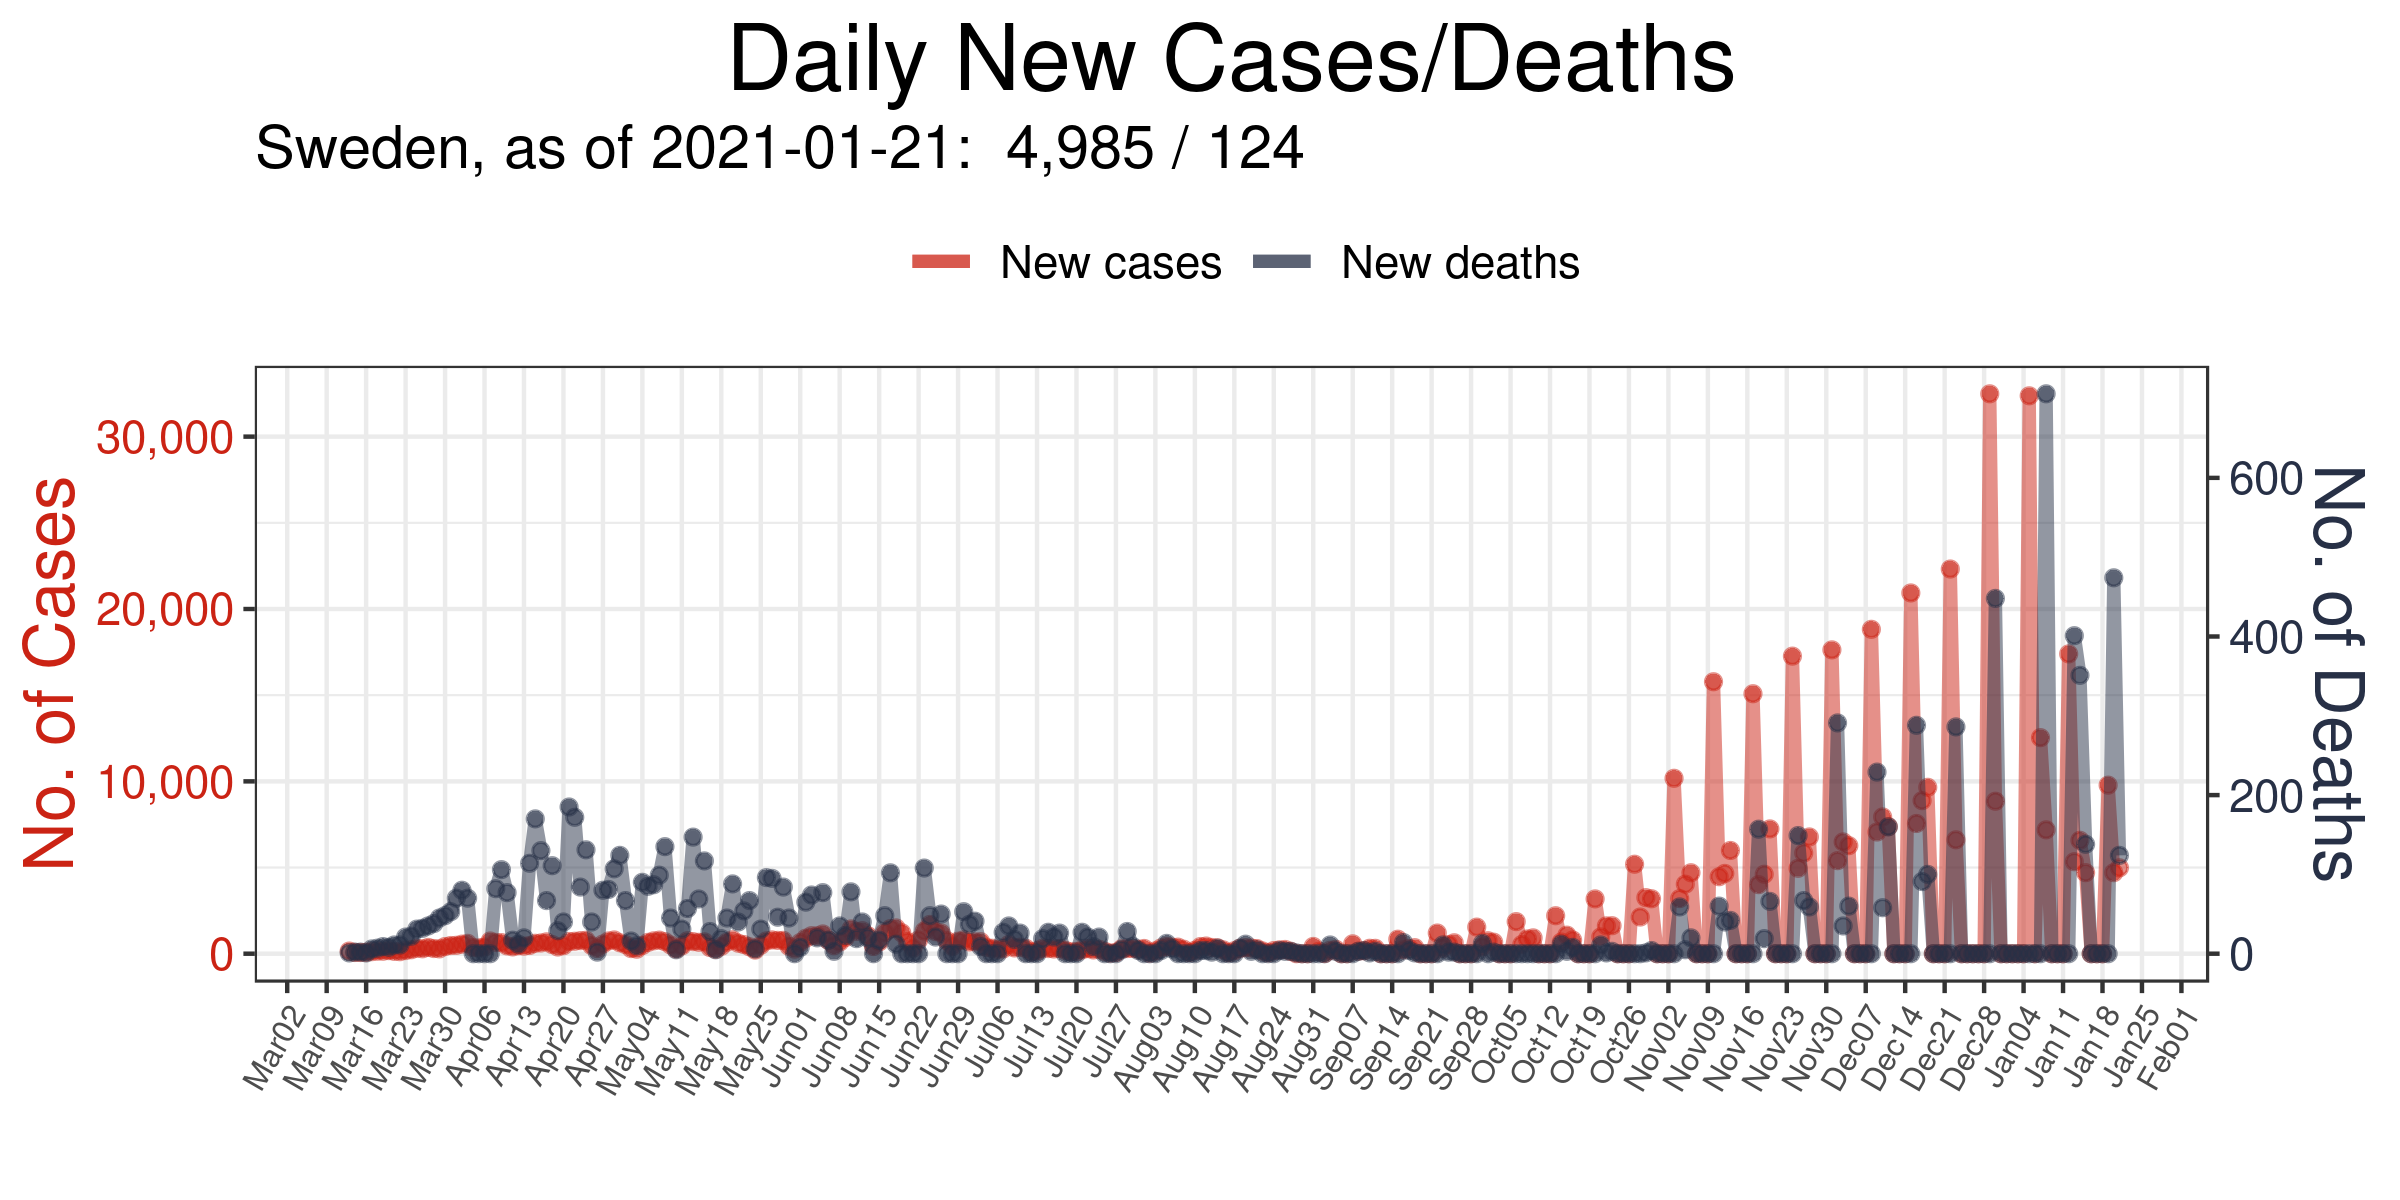 Daily New Cases/Deaths
Sweden, as of 2021-01-21:  4,985 / 124
New cases
New deaths
No. of Cases
30,000
20,000
10,000
0
600
400
200
0
No. of Deaths
Mar02
Mar09
Mar16
Mar23
Mar30
Apr06
Apr13
Apr20
Apr27
May04
May11
May18
May25
Jun01
Jun08
Jun15
Jun22
Jun29
Jul06
Jul13
Jul20
Jul27
Aug03
Aug10
Aug17
Aug24
Aug31
Sep07
Sep14
Sep21
Sep28
Oct05
Oct12
Oct19
Oct26
Nov02
Nov09
Nov16
Nov23
Nov30
Dec07
Dec14
Dec21
Dec28
Jan04
Jan11
Jan18
Jan25
Feb01